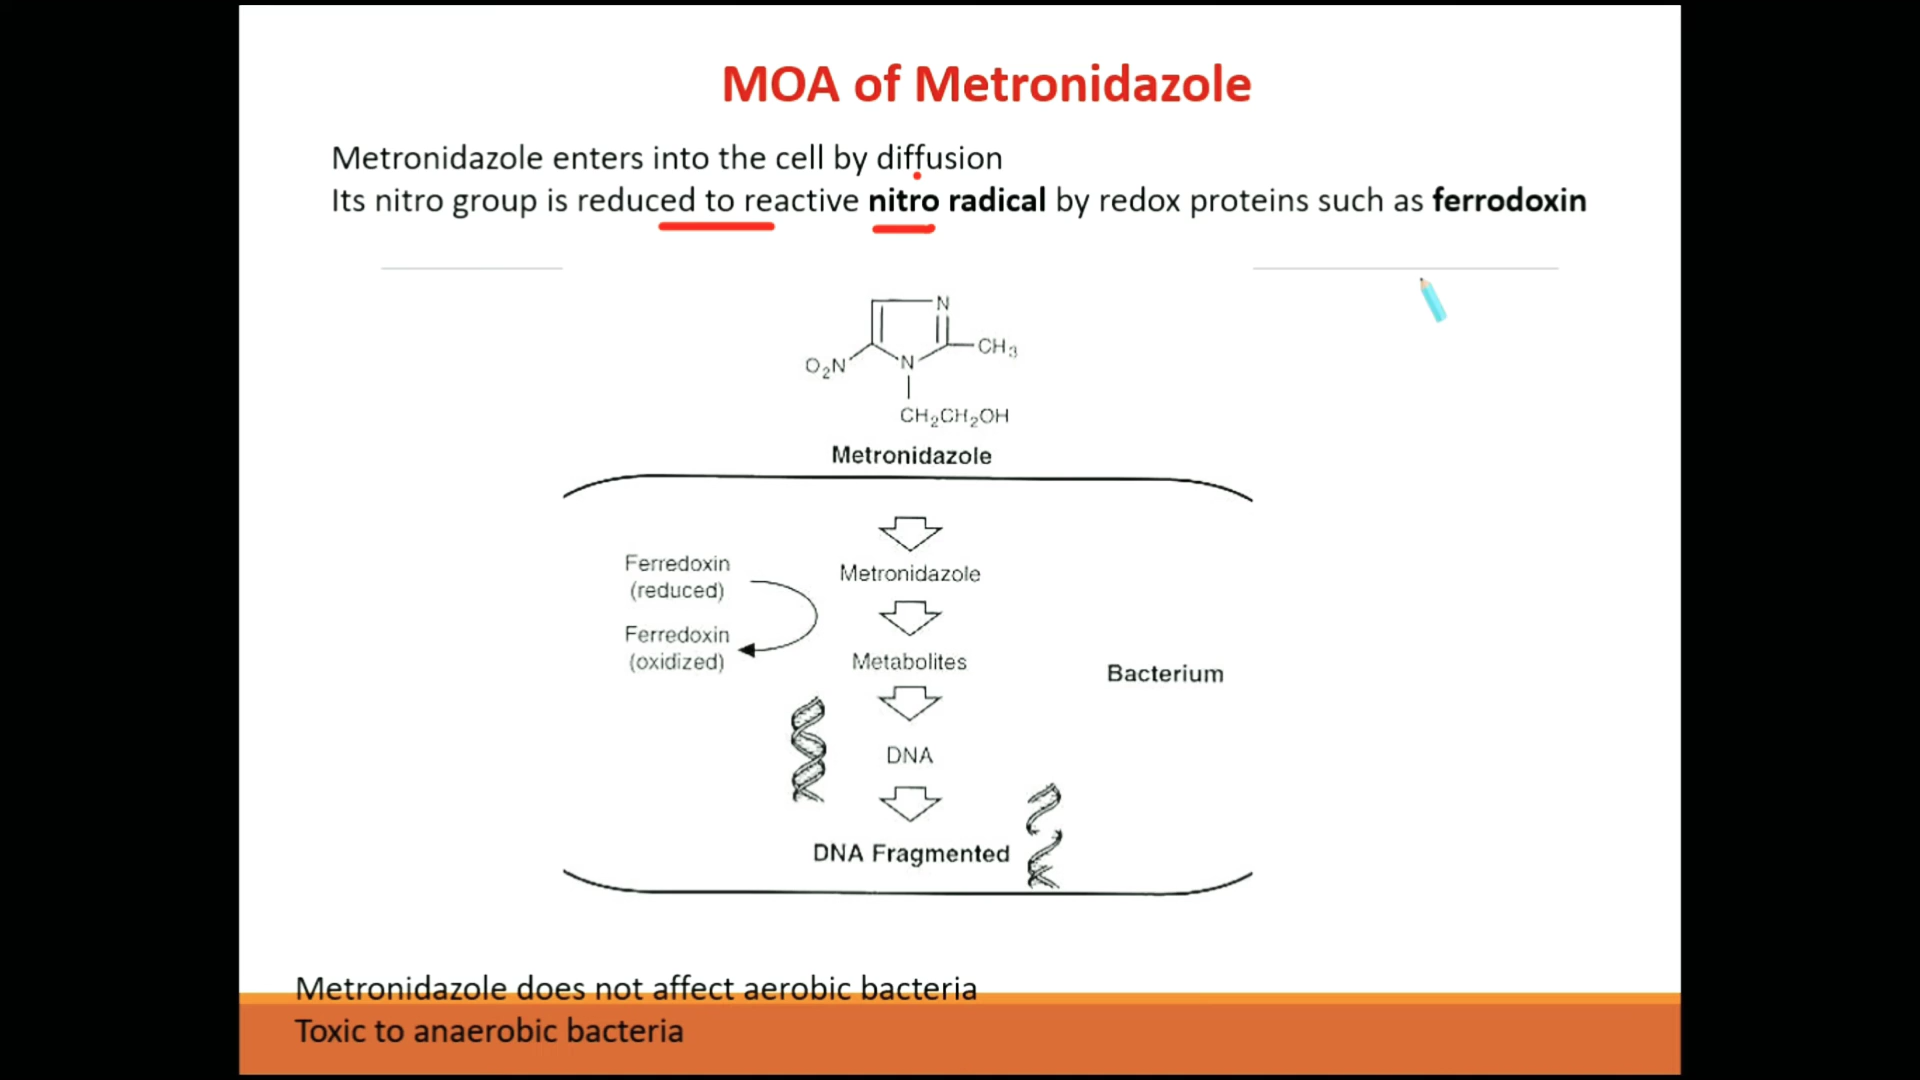 MOA of Metronidazole
Metronidazole enters into the cell by diffusion
Its nitro group is reduced to reactive nitro radical by redox proteins such as ferrodoxin
N
O₂N
N
CH₃
CH₂CH₂OH
Metronidazole
Ferredoxin
(reduced)
Metronidazole
Ferredoxin
(oxidized)
Metabolites
Bacterium
DNA
DNA Fragmented
Metronidazole does not affect aerobic bacteria
Toxic to anaerobic bacteria